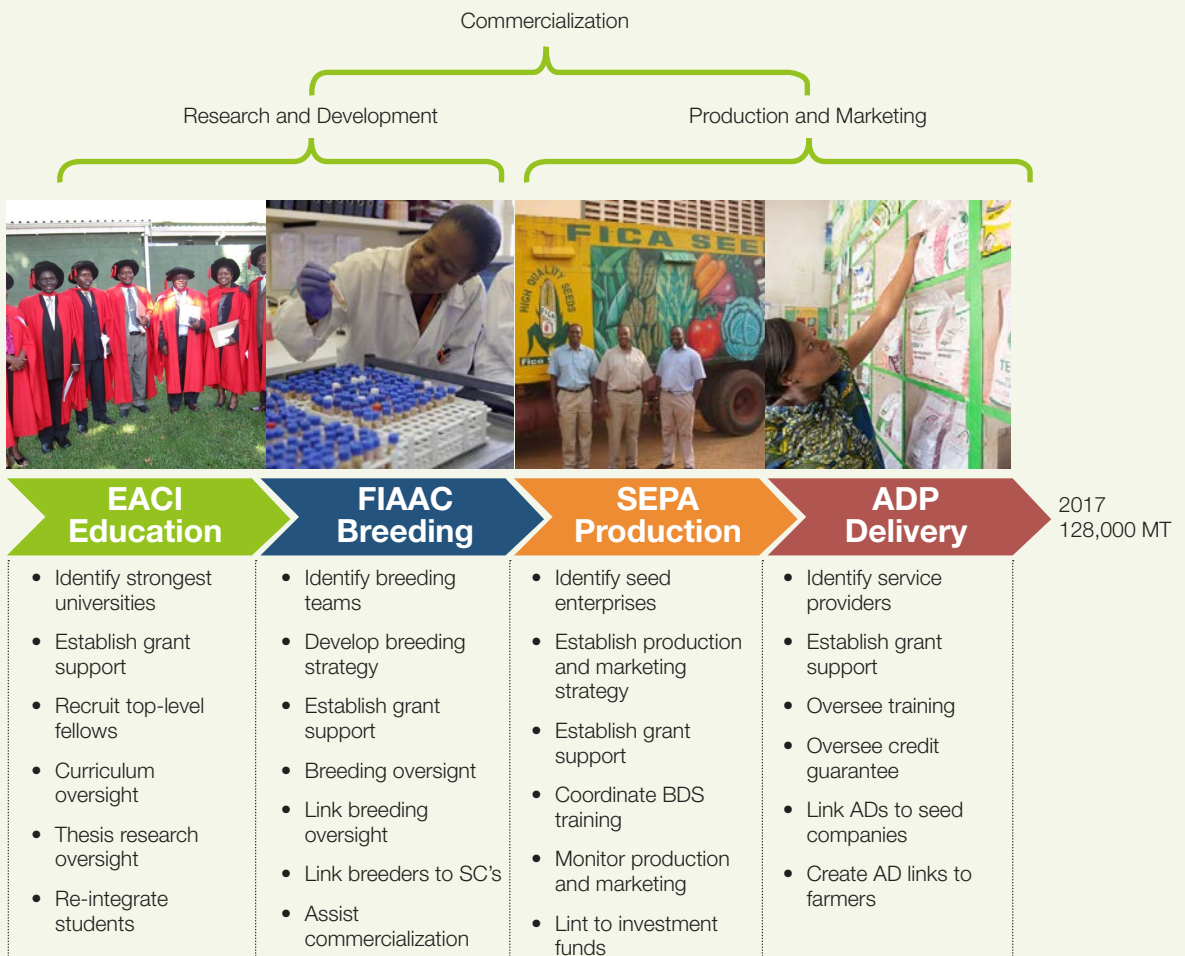 Commercialization
Research and Development
Production and Marketing
FICA SEE
HIGH QUALITY SEEDS
FICA
Fica S
TE
EACI
Education
FIAAC
Breeding
SEPA
Production
ADP
Delivery
2017
128,000 MT
• Identify strongest
universities
• Establish grant
support
• Recruit top-level
fellows
• Curriculum
oversight
• Thesis research
oversight
• Re-integrate
students
• Identify breeding
teams
• Develop breeding
strategy
• Establish grant
support
• Breeding oversignt
• Link breeding
oversight
• Link breeders to SC's
• Assist
commercialization
• Identify seed
enterprises
• Establish production
and marketing
strategy
• Establish grant
support
• Coordinate BDS
training
• Monitor production
and marketing
• Lint to investment
funds
• Identify service
providers
• Establish grant
support
• Oversee training
• Oversee credit
guarantee
• Link ADs to seed
companies
• Create AD links to
farmers